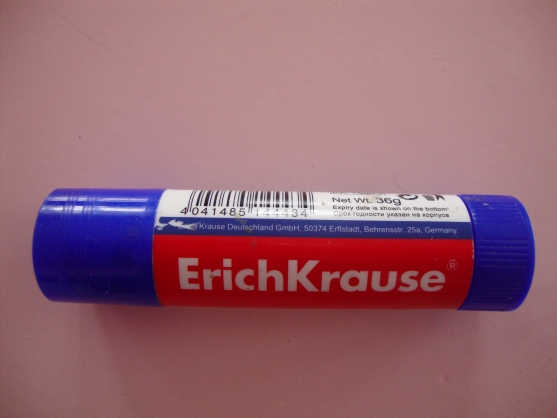 4 041485 144434
Net Wt. 36g
Expiry date is shown on the bottom
Срок годности указан на корпусе
Krause Deutschland GmbH, 50374 Erftstadt, Behrensstr. 25a, Germany.
ErichKrause®